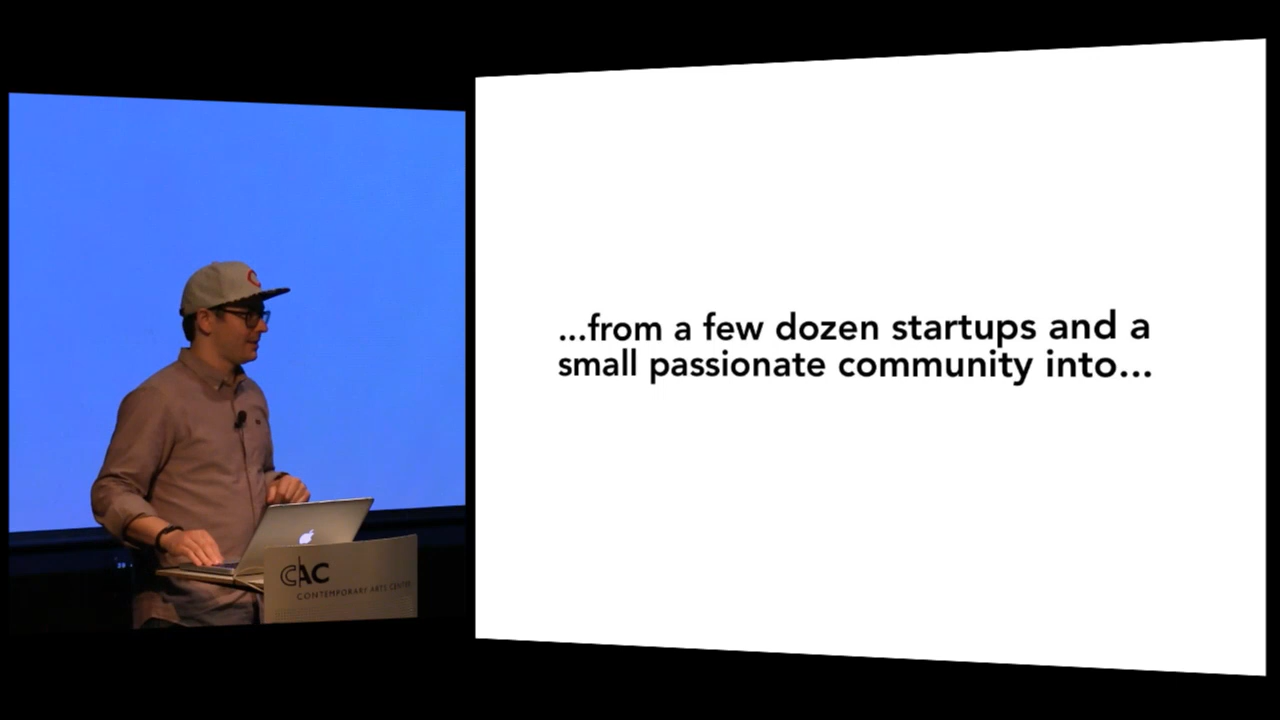 ...from a few dozen startups and a
small passionate community into...
CAC
CONTEMPORARY ARTS CENTER